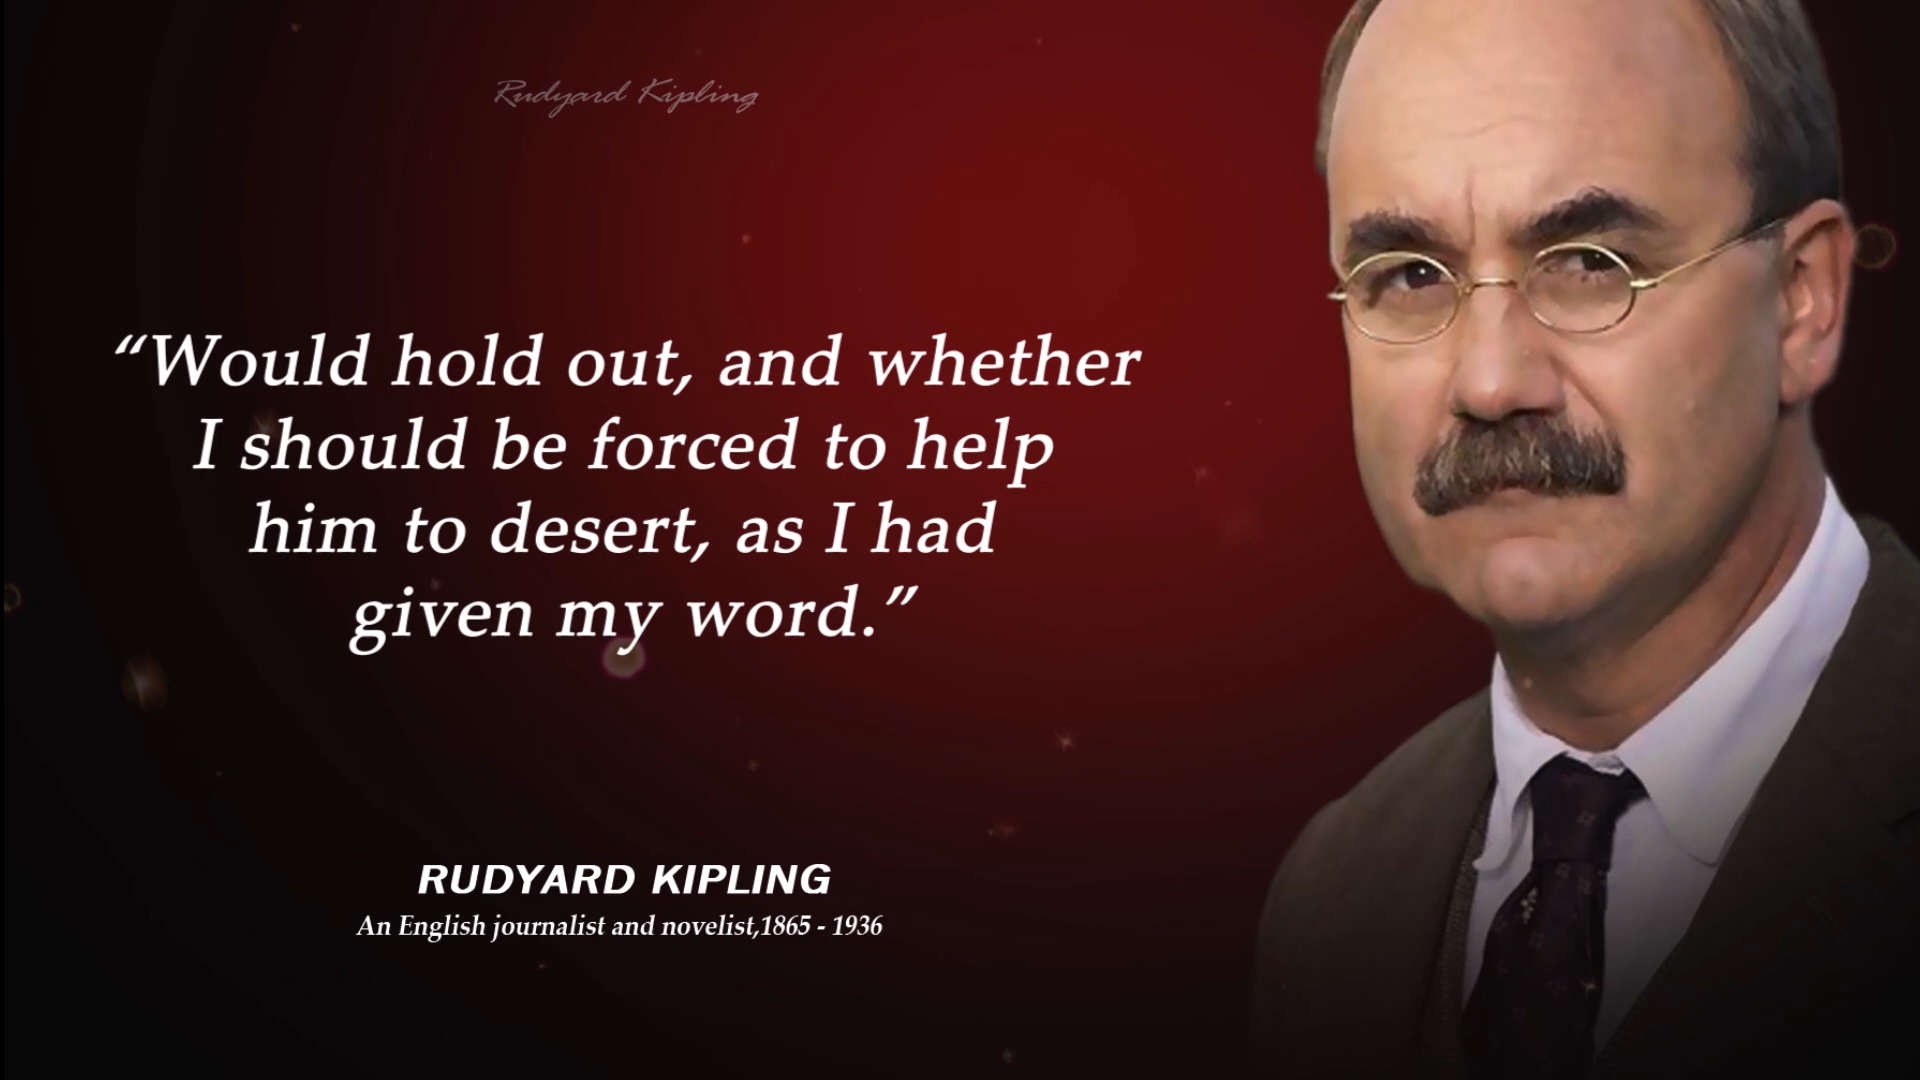 Rudyard Kipling
“Would hold out, and whether
I should be forced to help
him to desert, as I had
given my word.”
RUDYARD KIPLING
An English journalist and novelist,1865 - 1936